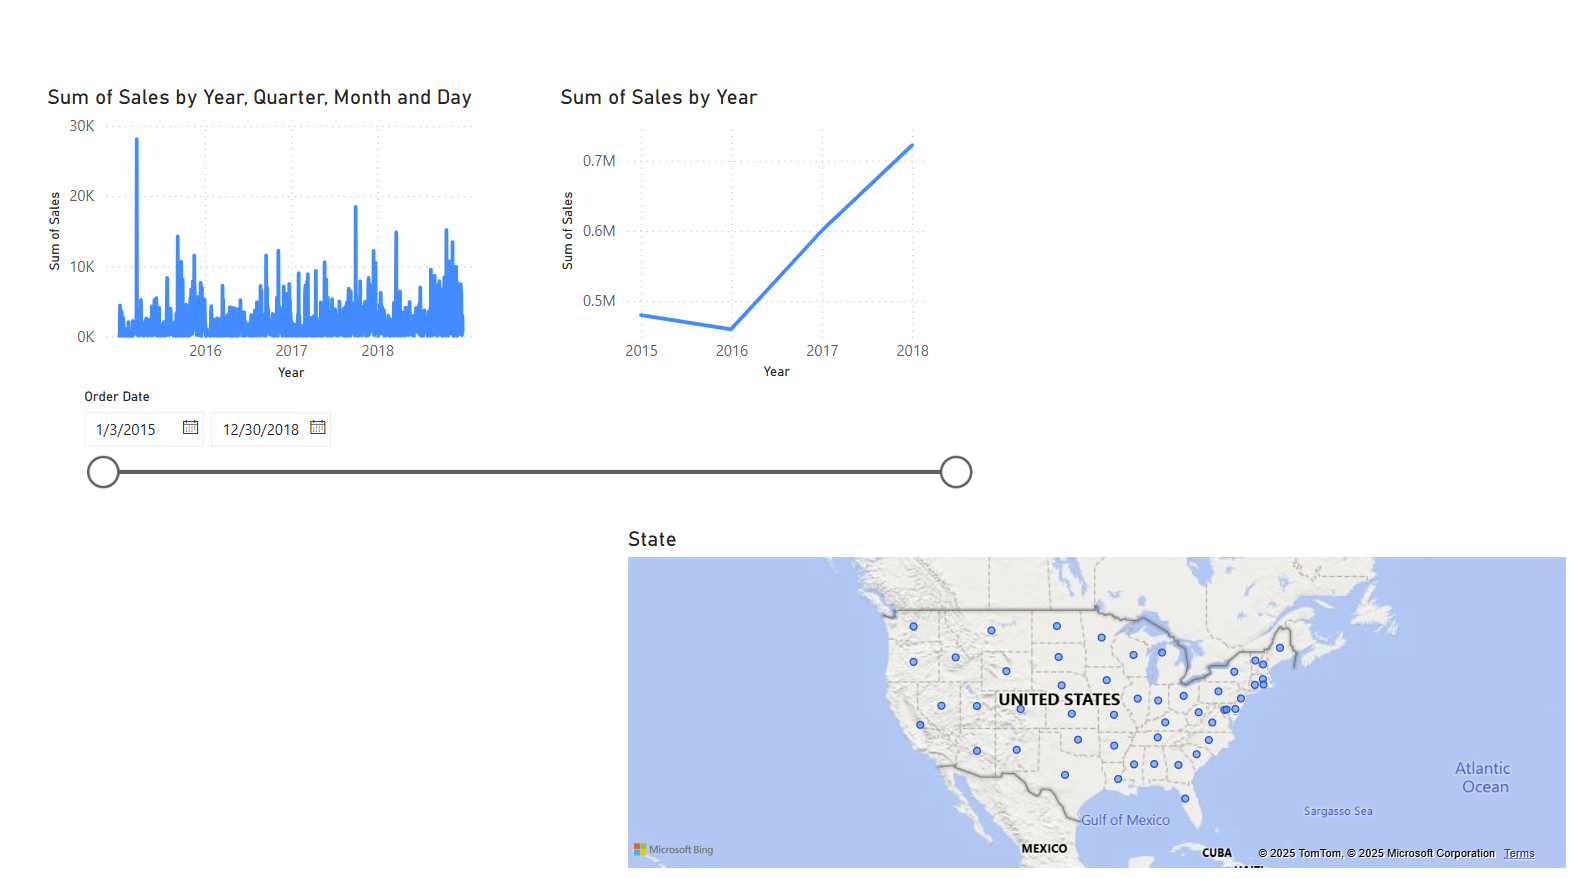 Sum of Sales by Year, Quarter, Month and Day
30K
20K
10K
0K
Sum of Sales
2016 2017 2018
Year
Sum of Sales by Year
0.7M
0.6M
0.5M
Sum of Sales
2015 2016 2017 2018
Year
Order Date
1/3/2015 12/30/2018
State
UNITED STATES
Atlantic
Ocean
Sargasso Sea
Gulf of Mexico
MEXICO
CUBA
Microsoft Bing
© 2025 TomTom, © 2025 Microsoft Corporation Terms